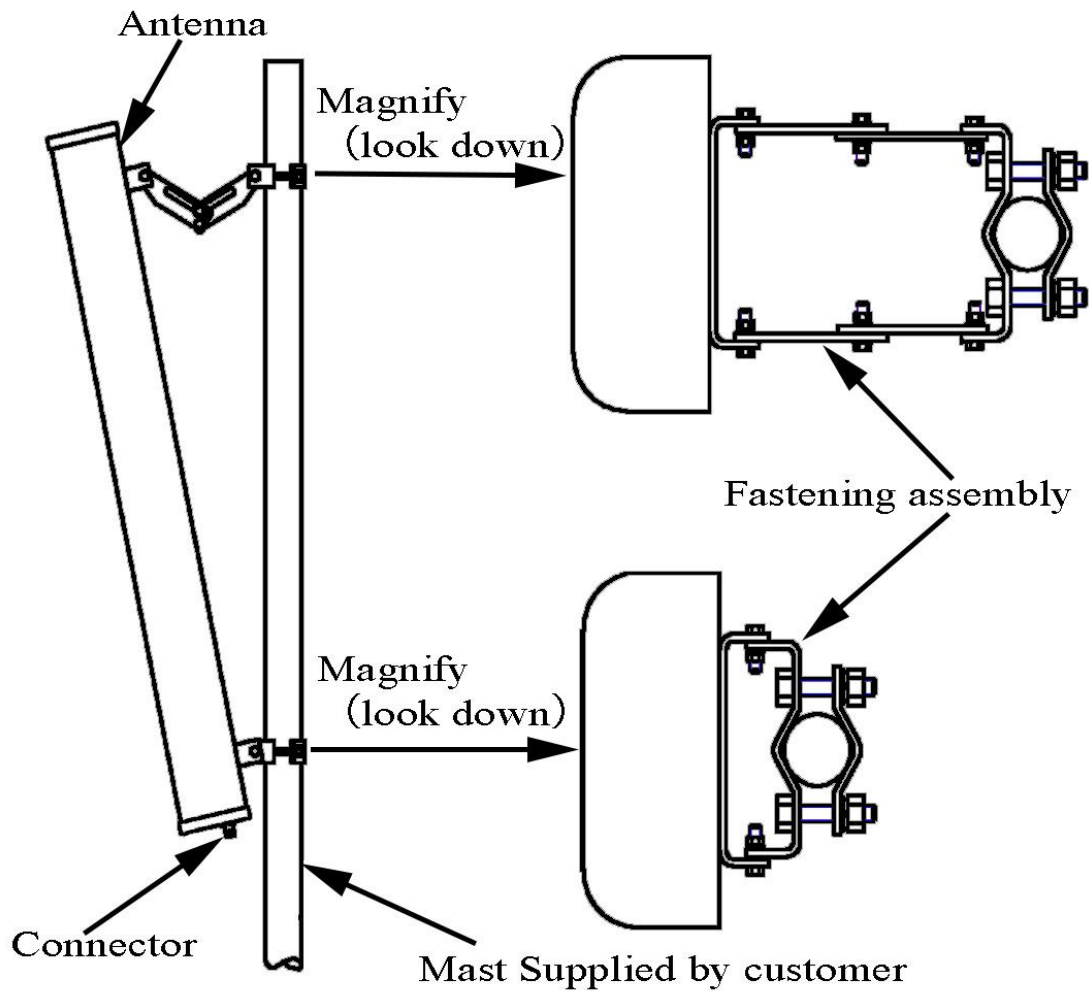 Antenna
Magnify
（look down）
Fastening assembly
Magnify
（look down）
Connector
Mast Supplied by customer